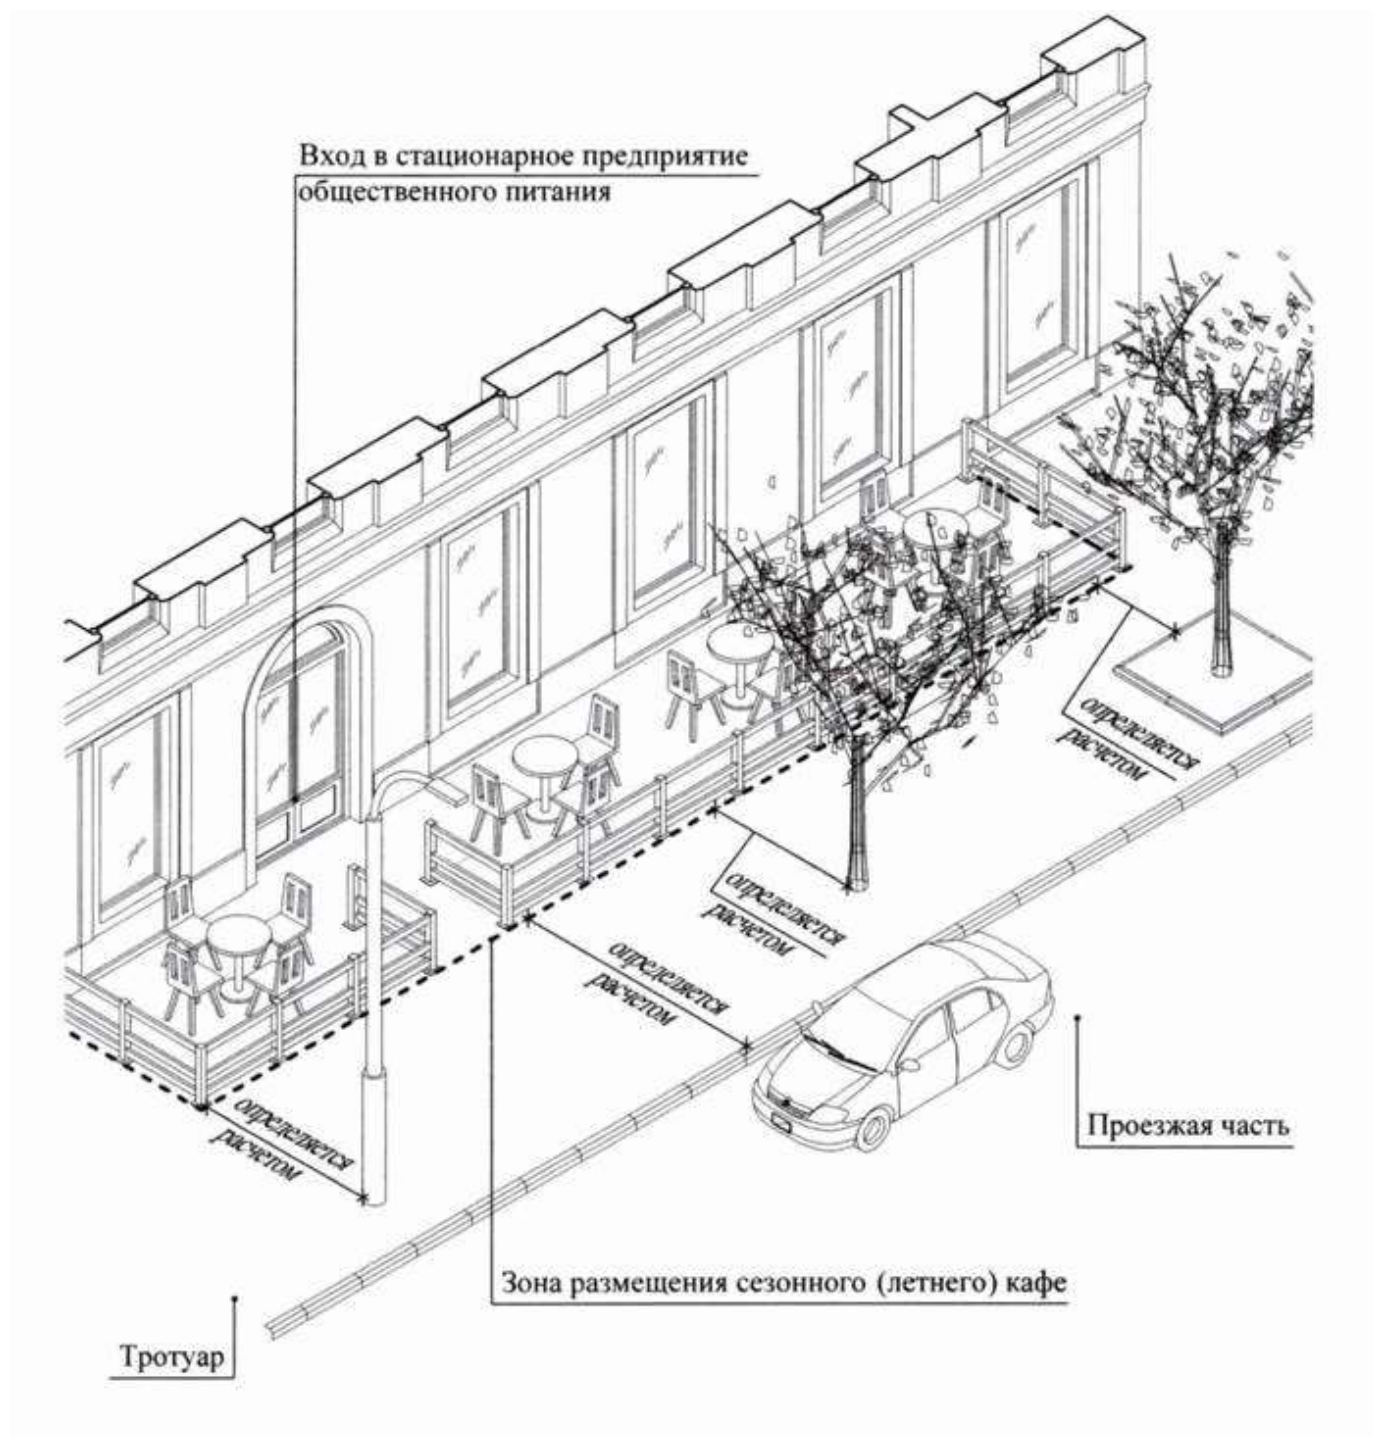 Вход в стационарное предприятие
общественного питания
определяется
расчетом
определяется
расчетом
определяется
расчетом
определяется
расчетом
Проезжая часть
Зона размещения сезонного (летнего) кафе
Тротуар